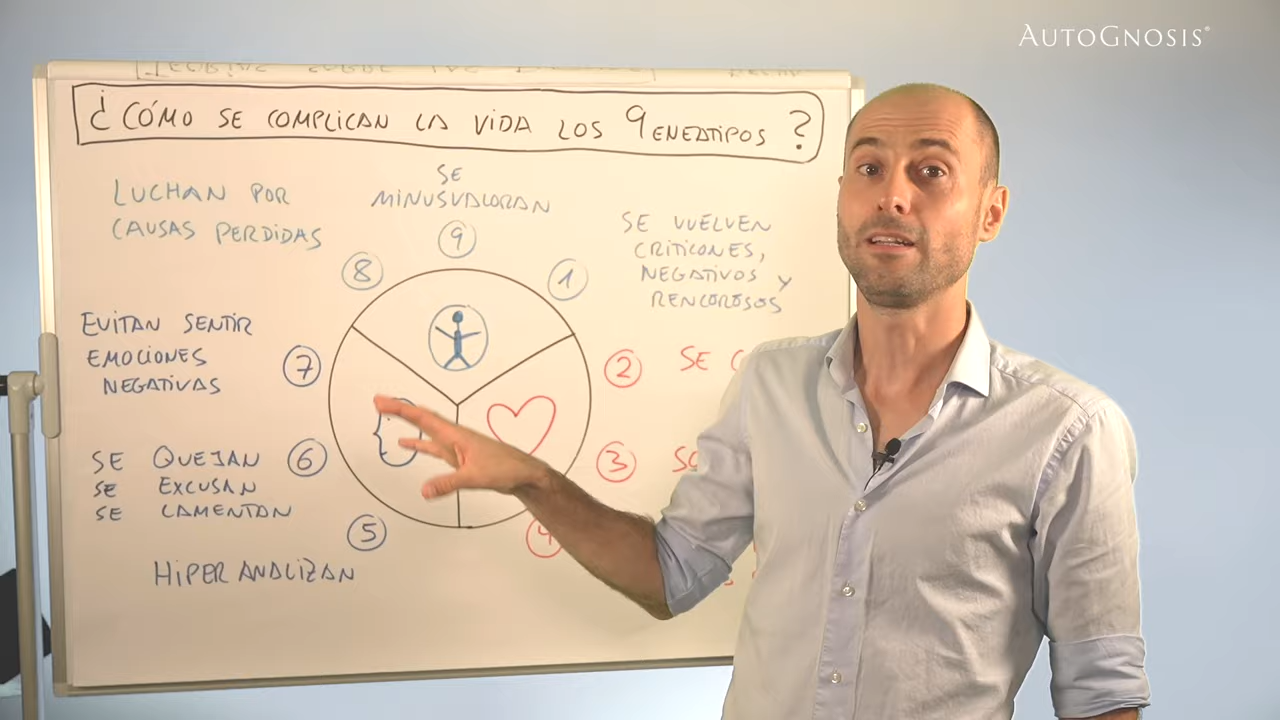 AUTOGNOSIS®
¿CÓMO SE COMPLICAN LA VIDA LOS 9 ENEATIPOS?
LUCHAN POR
CAUSAS PERDIDAS
8
SE
MINUSVALORAN
9
1
SE VUELVEN
CRITICONES,
NEGATIVOS Y
RENCOROSOS
EVITAN SENTIR
EMOCIONES
NEGATIVAS
7
2
SE
SE QUEJAN
SE EXCUSAN
SE LAMENTAN
6
3
5
4
HIPERANALIZAN